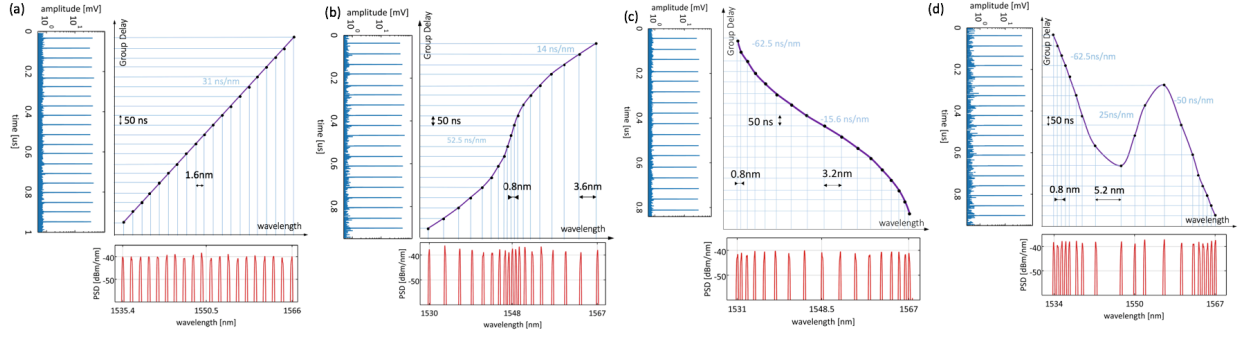 (a)
amplitude [mV]
10^0 10^1
0
0.2
0.4
0.6
0.8
1
time [us]
Group Delay
31 ns/nm
50 ns
1.6nm
wavelength
PSD [dBm/nm]
-40
-50
1535.4 1550.5 1566
wavelength [nm]
(b)
amplitude [mV]
10^0 10^1
0
0.2
0.4
0.6
0.8
time [us]
Group Delay
14 ns/nm
50 ns
52.5 ns/nm
0.8nm
3.6nm
wavelength
PSD [dBm/nm]
-40
-50
1530 1548 1567
wavelength [nm]
(c)
amplitude [mV]
10^0 10^1
0
0.2
0.4
0.6
0.8
time [us]
Group Delay
-62.5 ns/nm
50 ns
-15.6 ns/nm
0.8nm
3.2nm
wavelength
PSD [dBm/nm]
-40
-50
1531 1548.5 1567
wavelength [nm]
(d)
amplitude [mV]
10^0 10^1
0
0.2
0.4
0.6
0.8
time [us]
Group Delay
-62.5ns/nm
50 ns
25ns/nm
-50 ns/nm
0.8 nm
5.2 nm
wavelength
PSD [dBm/nm]
-40
-50
1534 1550 1567
wavelength [nm]